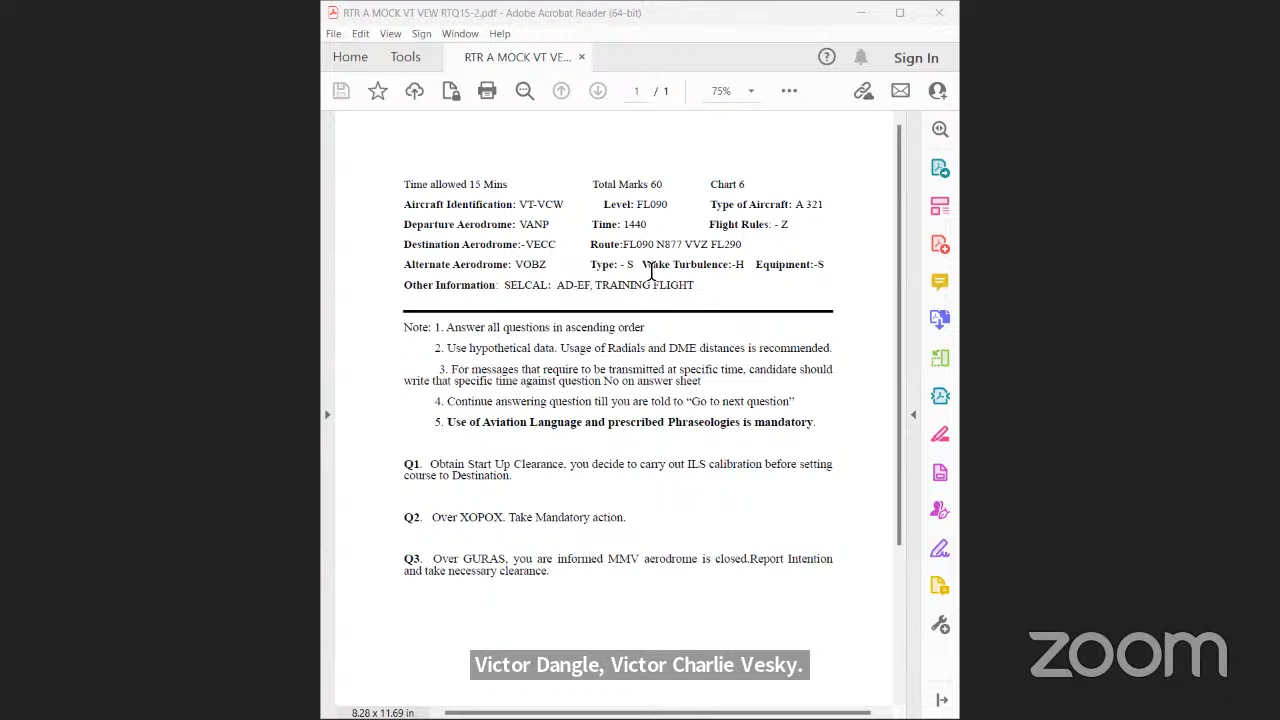 RTR A MOCK VT VEW RTQ15-2.pdf - Adobe Acrobat Reader (64-bit)
File Edit View Sign Window Help
Home Tools RTR A MOCK VT VE... × Sign In
1 / 1 75%
Time allowed 15 Mins Total Marks 60 Chart 6
Aircraft Identification: VT-VCW Level: FL090 Type of Aircraft: A 321
Departure Aerodrome: VANP Time: 1440 Flight Rules: - Z
Destination Aerodrome:-VECC Route:FL090 N877 VVZ FL290
Alternate Aerodrome: VOBZ Type: - S Wake Turbulence:-H Equipment:-S
Other Information: SELCAL: AD-EF, TRAINING FLIGHT
Note: 1. Answer all questions in ascending order
2. Use hypothetical data. Usage of Radials and DME distances is recommended.
3. For messages that require to be transmitted at specific time, candidate should
write that specific time against question No on answer sheet
4. Continue answering question till you are told to “Go to next question”
5. Use of Aviation Language and prescribed Phraseologies is mandatory.
Q1. Obtain Start Up Clearance, you decide to carry out ILS calibration before setting
course to Destination.
Q2. Over XOPOX. Take Mandatory action.
Q3. Over GURAS, you are informed MMV aerodrome is closed.Report Intention
and take necessary clearance.
Victor Dangle, Victor Charlie Vesky.
8.28 x 11.69 in
zoom